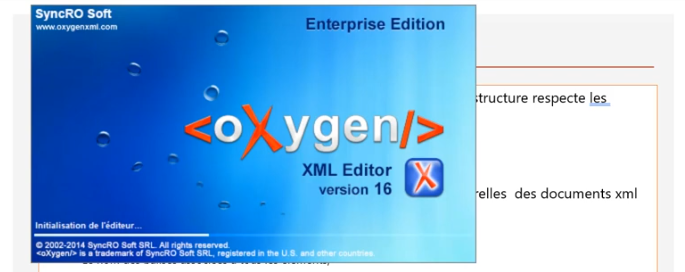 SyncRO Soft
www.oxygenxml.com
Enterprise Edition
structure respecte les
<oXygen/>
XML Editor
version 16
relles des documents xml
Initialisation de l'éditeur...
© 2002-2014 SyncRO Soft SRL. All rights reserved.
<oXygen/> is a trademark of SyncRO Soft SRL, registered in the U.S. and other countries.